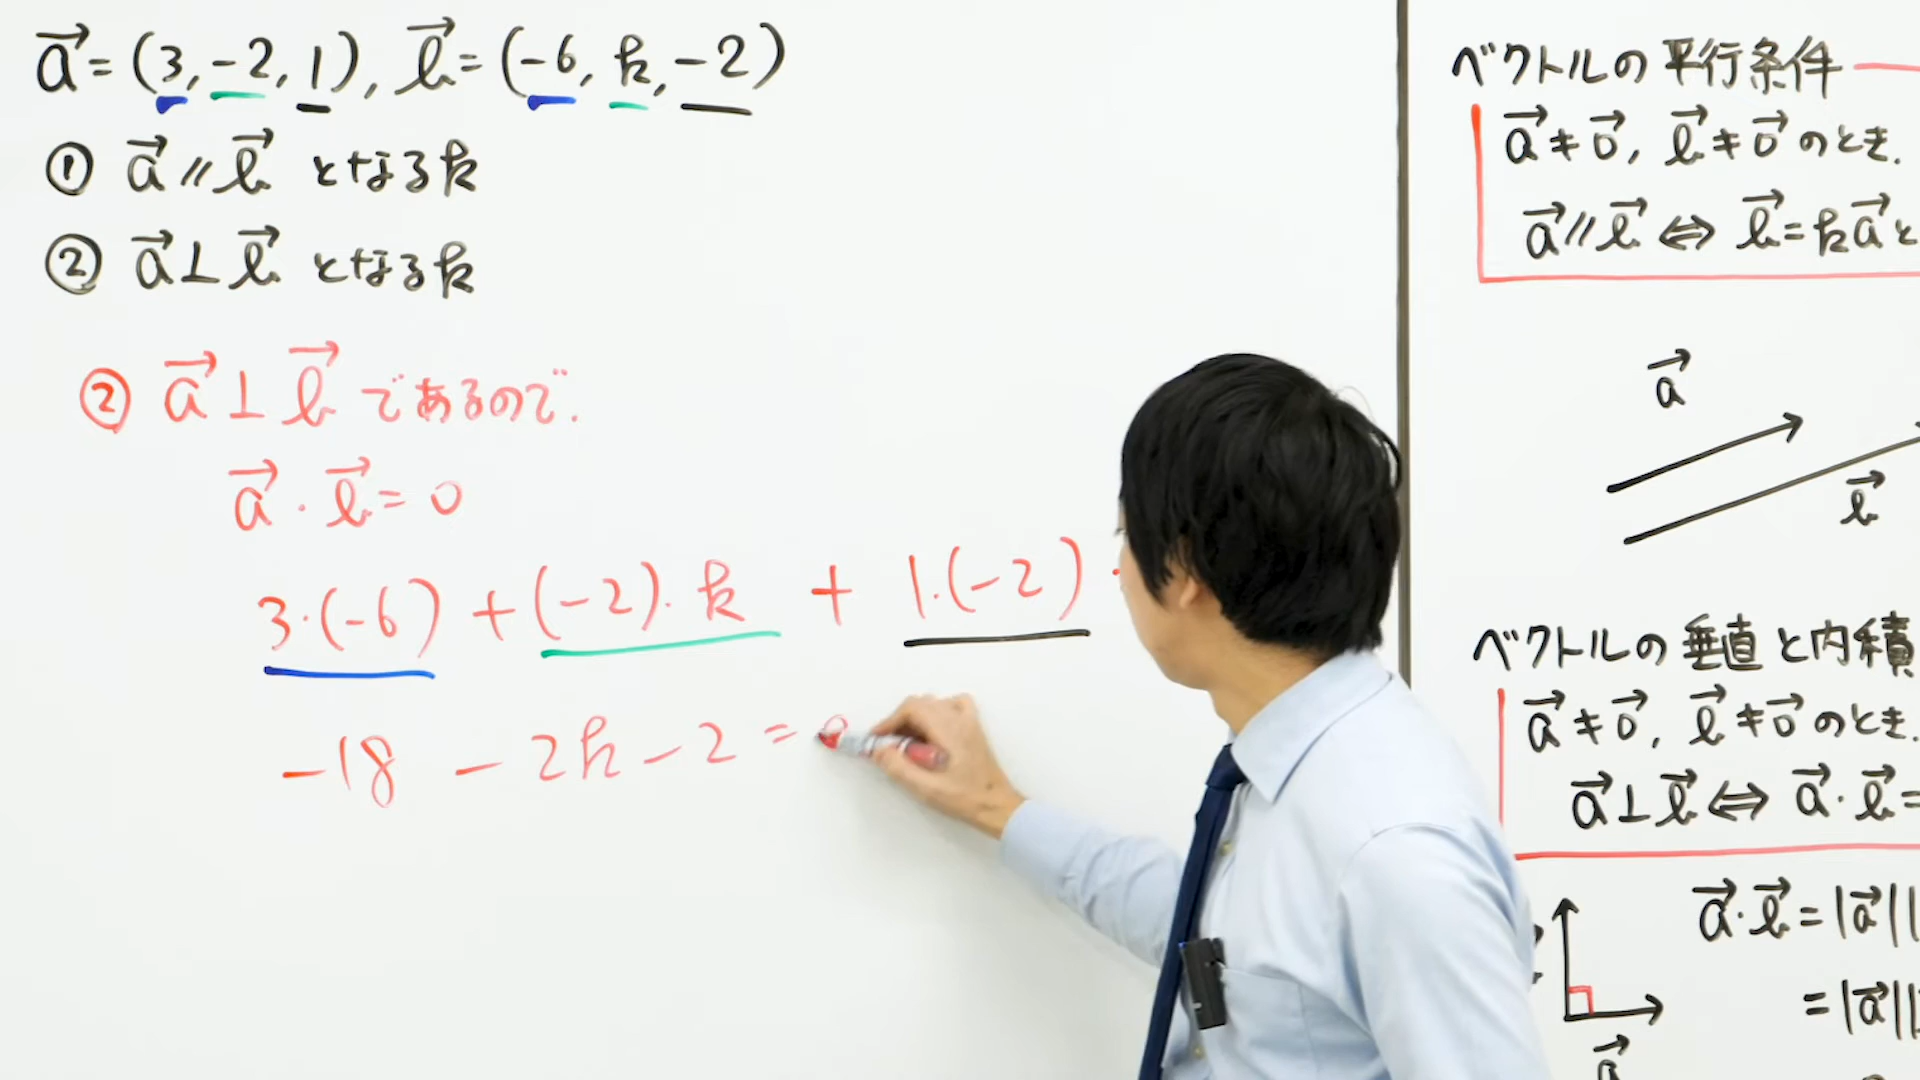 a⃗ = (3, -2, 1), b⃗ = (-6, k, -2)
① a⃗ // b⃗ となるk
② a⃗ ⊥ b⃗ となるk
② a⃗ ⊥ b⃗ であるので.
a⃗ · b⃗ = 0
3·(-6) + (-2)·k + 1·(-2)
-18 - 2k - 2 =
ベクトルの平行条件
a⃗ ≠ 0⃗, b⃗ ≠ 0⃗ のとき.
a⃗ // b⃗ ⇔ b⃗ = ka⃗ と
a⃗
b⃗
ベクトルの垂直と内積
a⃗ ≠ 0⃗, b⃗ ≠ 0⃗ のとき.
a⃗ ⊥ b⃗ ⇔ a⃗ · b⃗ =
a⃗ · b⃗ = |a⃗||
= |a⃗||
a⃗